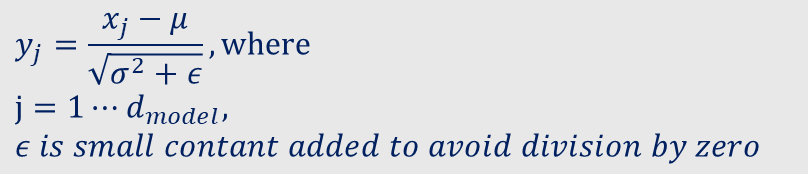 y_j = (x_j − μ) / √(σ² + ϵ), where
j = 1 ⋯ d_model,
ϵ is small contant added to avoid division by zero